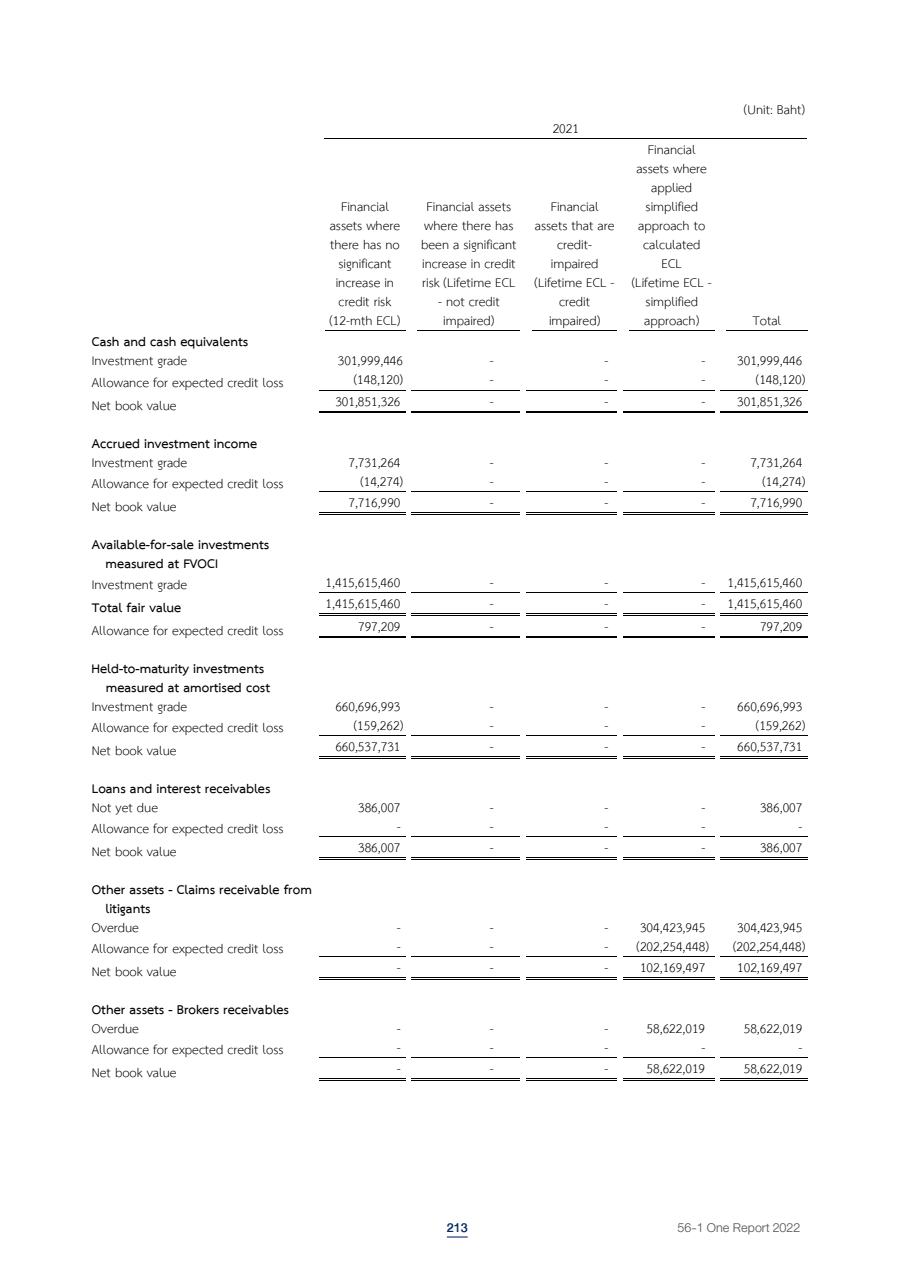 (Unit: Baht)
2021
Financial
assets where
applied
Financial Financial assets Financial simplified
assets where where there has assets that are approach to
there has no been a significant credit- calculated
significant increase in credit impaired ECL
increase in risk (Lifetime ECL (Lifetime ECL - (Lifetime ECL -
credit risk - not credit credit simplified
(12-mth ECL) impaired) impaired) approach) Total
Cash and cash equivalents
Investment grade 301,999,446 - - - 301,999,446
Allowance for expected credit loss (148,120) - - - (148,120)
Net book value 301,851,326 - - - 301,851,326
Accrued investment income
Investment grade 7,731,264 - - - 7,731,264
Allowance for expected credit loss (14,274) - - - (14,274)
Net book value 7,716,990 - - - 7,716,990
Available-for-sale investments
measured at FVOCI
Investment grade 1,415,615,460 - - - 1,415,615,460
Total fair value 1,415,615,460 - - - 1,415,615,460
Allowance for expected credit loss 797,209 - - - 797,209
Held-to-maturity investments
measured at amortised cost
Investment grade 660,696,993 - - - 660,696,993
Allowance for expected credit loss (159,262) - - - (159,262)
Net book value 660,537,731 - - - 660,537,731
Loans and interest receivables
Not yet due 386,007 - - - 386,007
Allowance for expected credit loss - - - - -
Net book value 386,007 - - - 386,007
Other assets - Claims receivable from
litigants
Overdue - - - 304,423,945 304,423,945
Allowance for expected credit loss - - - (202,254,448) (202,254,448)
Net book value - - - 102,169,497 102,169,497
Other assets - Brokers receivables
Overdue - - - 58,622,019 58,622,019
Allowance for expected credit loss - - - - -
Net book value - - - 58,622,019 58,622,019
213 56-1 One Report 2022